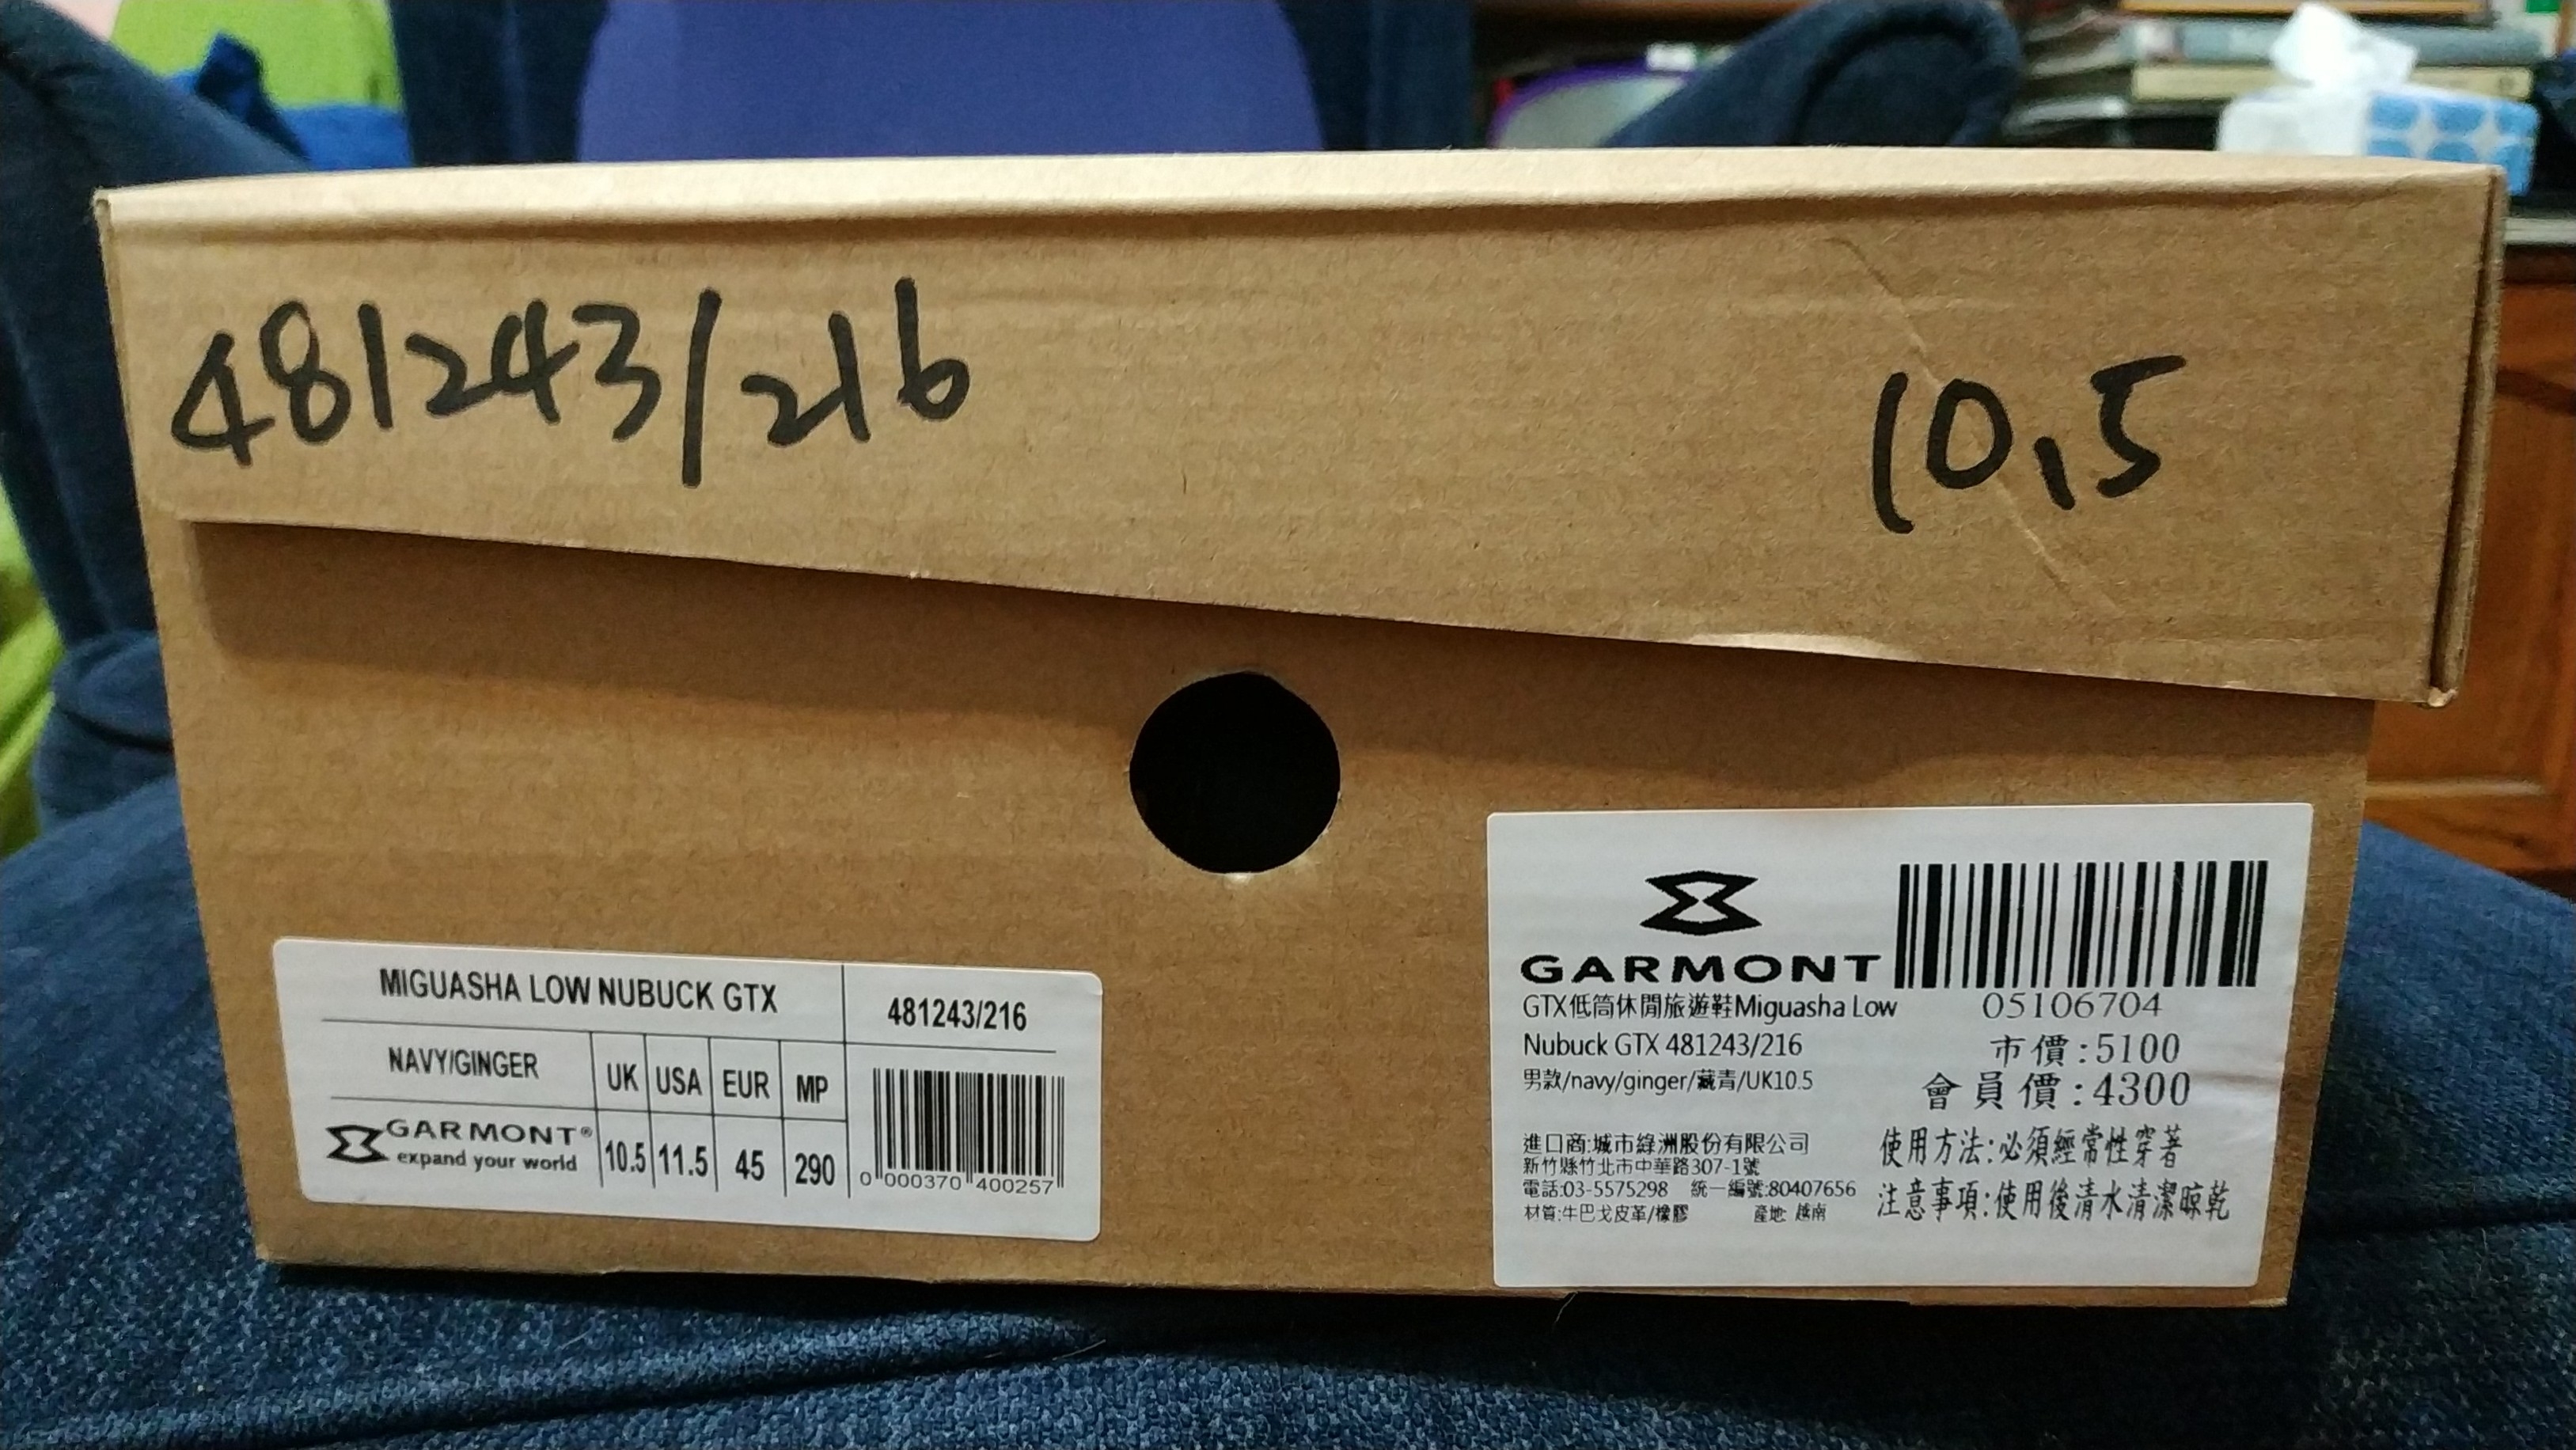 481243/216
10,5
MIGUASHA LOW NUBUCK GTX
481243/216
NAVY/GINGER
UK USA EUR MP
GARMONT®
expand your world
10.5 11.5 45 290
0 000370 400257
GARMONT
05106704
GTX低筒休閒旅遊鞋Miguasha Low
Nubuck GTX 481243/216
男款/navy/ginger/藏青/UK10.5
市價:5100
會員價:4300
進口商:城市綠洲股份有限公司
新竹縣竹北市中華路307-1號
電話:03-5575298 統一編號:80407656
材質:牛巴戈皮革/橡膠 產地: 越南
使用方法:必須經常性穿著
注意事項:使用後清水清潔晾乾